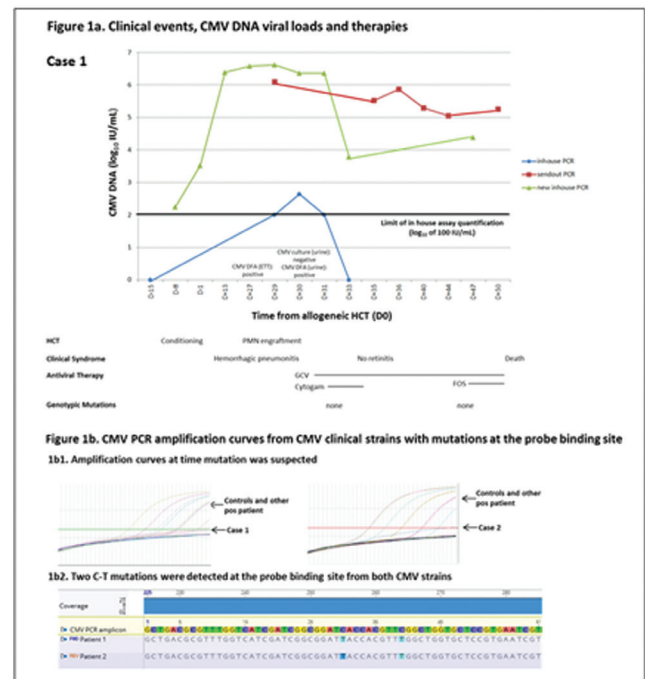 Figure 1a. Clinical events, CMV DNA viral loads and therapies
Case 1
7
6
5
4
3
2
1
0
CMV DNA (log10 IU/mL)
inhouse PCR
sendout PCR
new inhouse PCR
Limit of in house assay quantification
(log10 of 100 IU/mL)
CMV DFA (ETT):
positive
CMV culture (urine):
negative
CMV DFA (urine):
positive
D-15 D-8 D-1 D+13 D+27 D+29 D+30 D+31 D+33 D+35 D+36 D+40 D+44 D+47 D+50
Time from allogeneic HCT (D0)
HCT Conditioning PMN engraftment
Clinical Syndrome Hemorrhagic pneumonitis No retinitis Death
Antiviral Therapy GCV
Cytogam FOS
Genotypic Mutations none none
Figure 1b. CMV PCR amplification curves from CMV clinical strains with mutations at the probe binding site
1b1. Amplification curves at time mutation was suspected
Controls and other
pos patient
Case 1
Controls and other
pos patient
Case 2
1b2. Two C-T mutations were detected at the probe binding site from both CMV strains
Coverage
CMV PCR amplicon GCTGACGCGTTTGGTCATCGATCGGCGGATCACCACGTTCGGCTGGTGCTCCGTGAATCGT
Patient 1 GCTGACGCGTTTGGTCATCGATCGGCGGATTACCACGTTTGGCTGGTGCTCCGTGAATCGT
Patient 2 GCTGACGCGTTTGGTCATCGATCGGCGGATTACCACGTTTGGCTGGTGCTCCGTGAATCGT